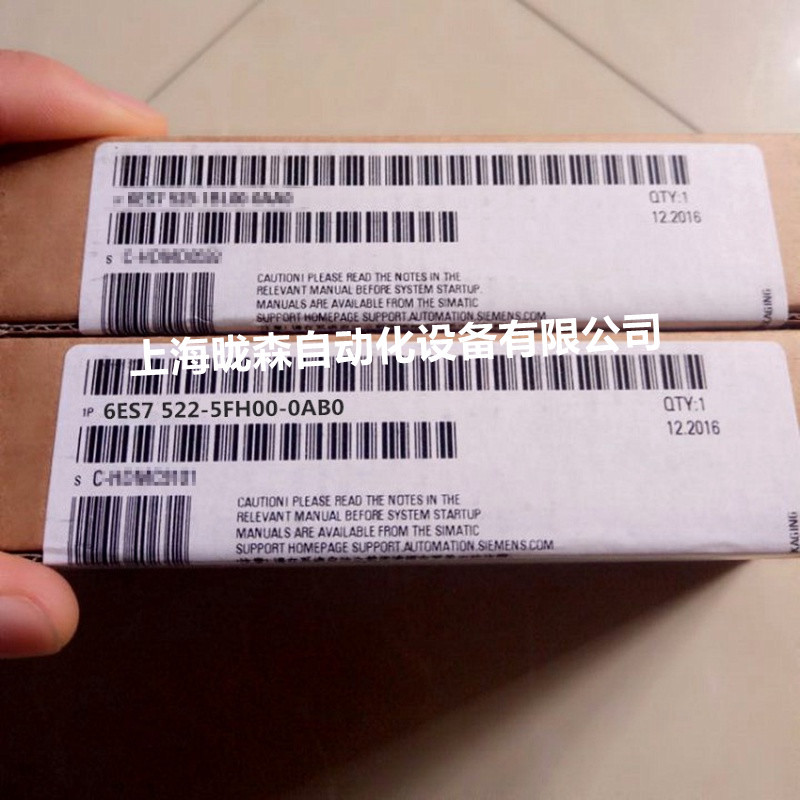 QTY:1
12.2016
S
CAUTION! PLEASE READ THE NOTES IN THE
RELEVANT MANUAL BEFORE SYSTEM STARTUP.
MANUALS ARE AVAILABLE FROM THE SIMATIC
SUPPORT HOMEPAGE SUPPORT.AUTOMATION.SIEMENS.COM
上海晄森自动化设备有限公司
1P 6ES7 522-5FH00-0AB0
QTY:1
12.2016
S
CAUTION! PLEASE READ THE NOTES IN THE
RELEVANT MANUAL BEFORE SYSTEM STARTUP.
MANUALS ARE AVAILABLE FROM THE SIMATIC
SUPPORT HOMEPAGE SUPPORT.AUTOMATION.SIEMENS.COM